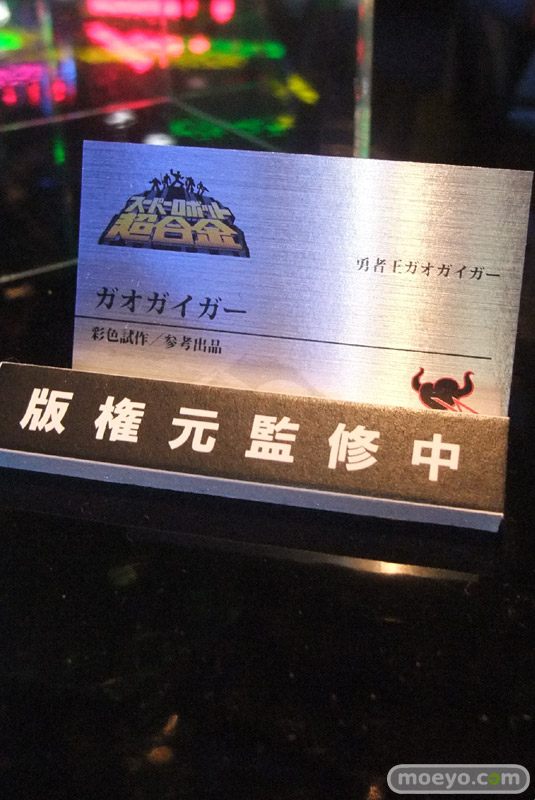 スーパーロボット
超合金
勇者王ガオガイガー
ガオガイガー
彩色試作／参考出品
版権元監修中
moeyo.com